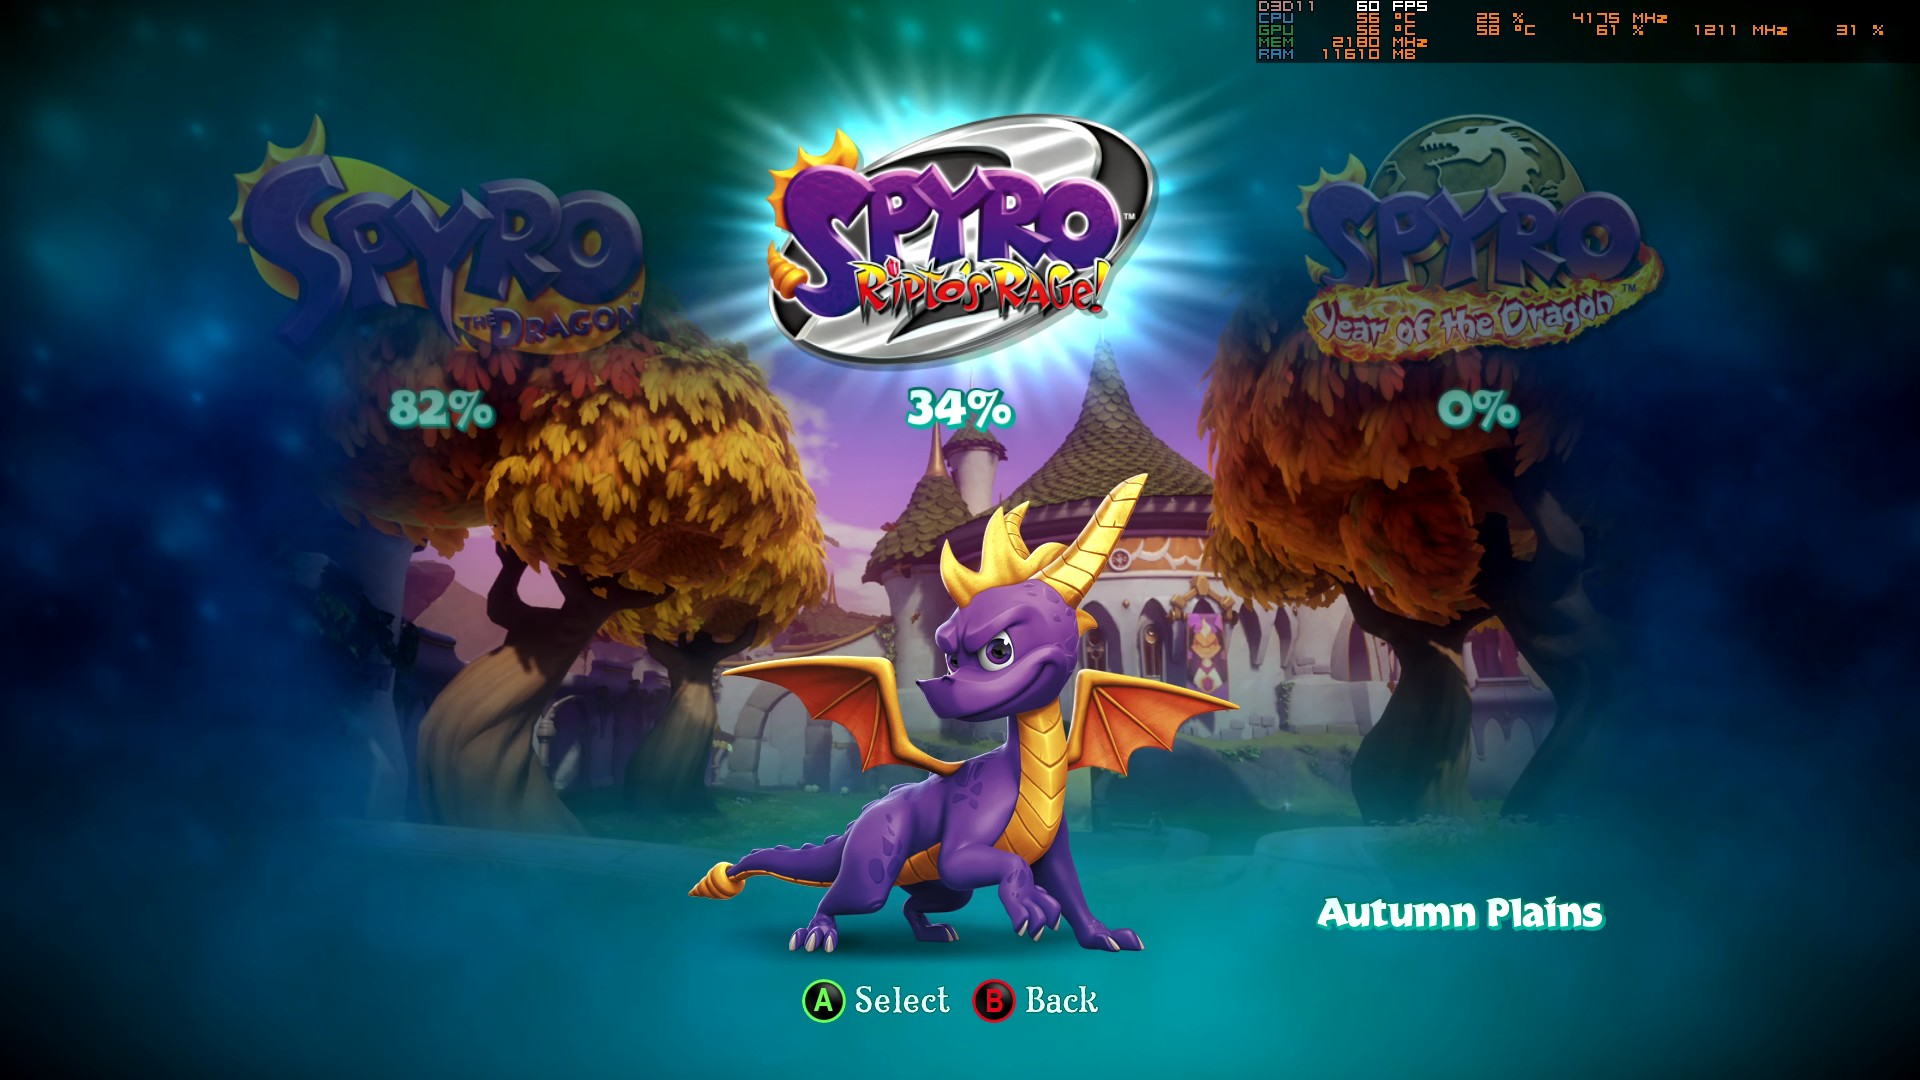 D3D11 60 FPS
CPU 56 °C 25 % 4175 MHz
GPU 56 °C 58 °C 61 % 1211 MHz 31 %
MEM 2180 MHz
RAM 11610 MB
SPYRO
THE DRAGON
SPYRO ™
Ripto's Rage!
SPYRO
Year of the Dragon ™
82% 34% 0%
Autumn Plains
A Select B Back